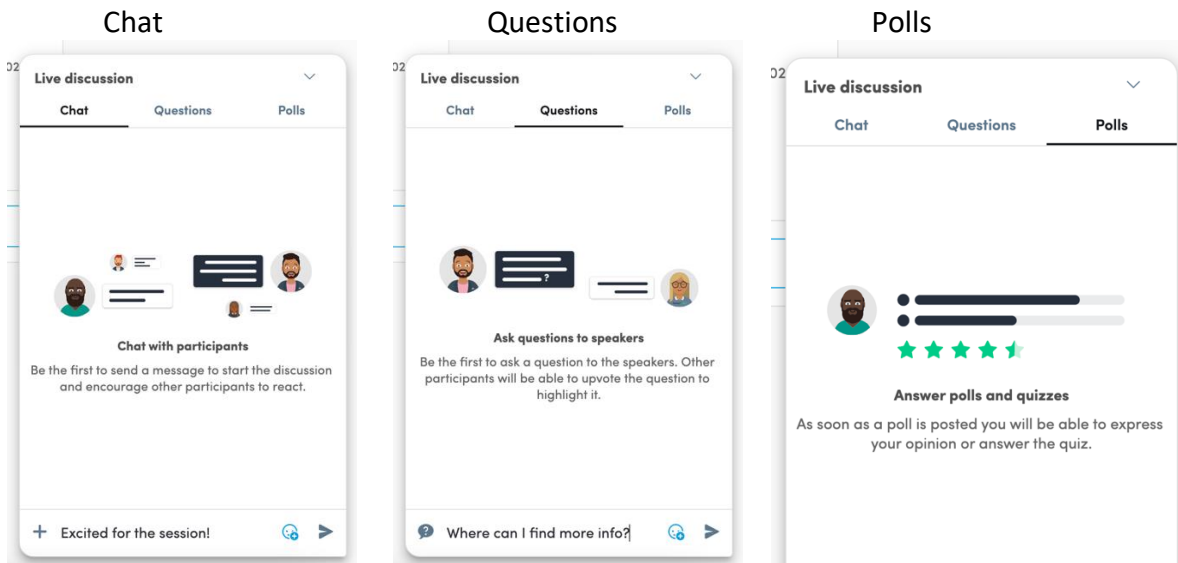 Chat
Questions
Polls
02
Live discussion
Chat Questions Polls
Chat with participants
Be the first to send a message to start the discussion
and encourage other participants to react.
Excited for the session!
02
Live discussion
Chat Questions Polls
?
Ask questions to speakers
Be the first to ask a question to the speakers. Other
participants will be able to upvote the question to
highlight it.
? Where can I find more info?
02
Live discussion
Chat Questions Polls
Answer polls and quizzes
As soon as a poll is posted you will be able to express
your opinion or answer the quiz.